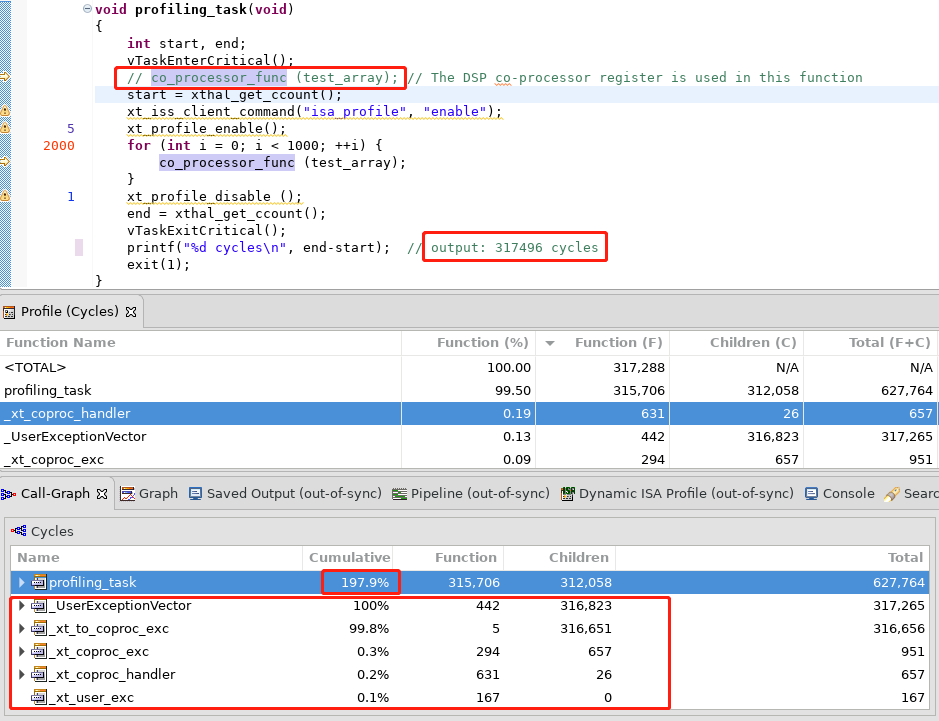 void profiling_task(void)
{
int start, end;
vTaskEnterCritical();
// co_processor_func (test_array); // The DSP co-processor register is used in this function
start = xthal_get_ccount();
xt_iss_client_command("isa_profile", "enable");
5 xt_profile_enable();
2000 for (int i = 0; i < 1000; ++i) {
co_processor_func (test_array);
}
1 xt_profile_disable ();
end = xthal_get_ccount();
vTaskExitCritical();
printf("%d cycles\n", end-start); // output: 317496 cycles
exit(1);
}
Profile (Cycles)
Function Name Function (%) Function (F) Children (C) Total (F+C)
<TOTAL> 100.00 317,288 N/A N/A
profiling_task 99.50 315,706 312,058 627,764
_xt_coproc_handler 0.19 631 26 657
_UserExceptionVector 0.13 442 316,823 317,265
_xt_coproc_exc 0.09 294 657 951
Call-Graph Graph Saved Output (out-of-sync) Pipeline (out-of-sync) Dynamic ISA Profile (out-of-sync) Console Searc
Cycles
Name Cumulative Function Children Total
profiling_task 197.9% 315,706 312,058 627,764
_UserExceptionVector 100% 442 316,823 317,265
_xt_to_coproc_exc 99.8% 5 316,651 316,656
_xt_coproc_exc 0.3% 294 657 951
_xt_coproc_handler 0.2% 631 26 657
_xt_user_exc 0.1% 167 0 167